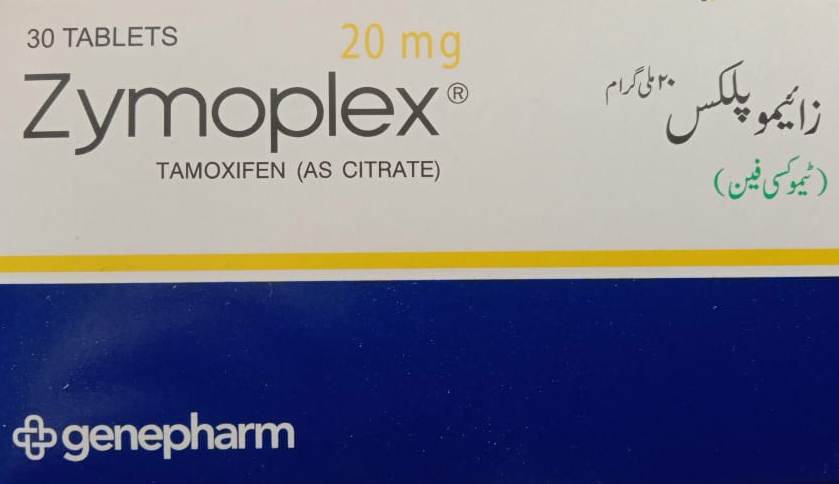 30 TABLETS
20 mg
Zymoplex®
TAMOXIFEN (AS CITRATE)
زائیموپلکس ۲۰ ملی گرام
(ٹیموکسی فین)
genepharm